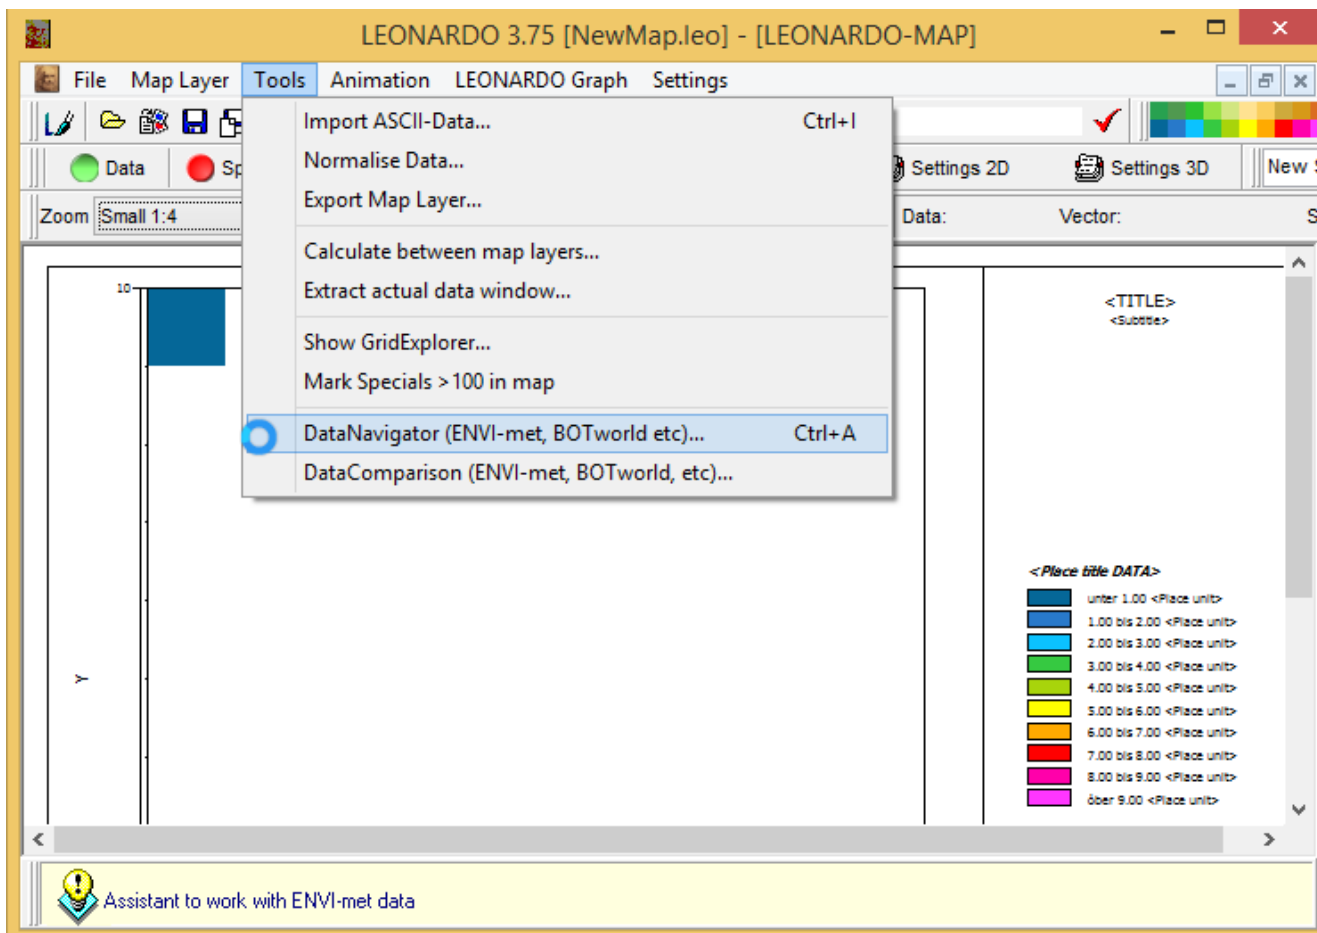 LEONARDO 3.75 [NewMap.leo] - [LEONARDO-MAP]
File Map Layer Tools Animation LEONARDO Graph Settings
Import ASCII-Data... Ctrl+I
Data Sp Normalise Data... Settings 2D Settings 3D New
Export Map Layer...
Zoom Small 1:4 Data: Vector: S
Calculate between map layers...
Extract actual data window...
10
<TITLE>
<Subtitle>
Show GridExplorer...
Mark Specials >100 in map
DataNavigator (ENVI-met, BOTworld etc)... Ctrl+A
DataComparison (ENVI-met, BOTworld, etc)...
<Place title DATA>
unter 1.00 <Place unit>
1.00 bis 2.00 <Place unit>
2.00 bis 3.00 <Place unit>
3.00 bis 4.00 <Place unit>
4.00 bis 5.00 <Place unit>
5.00 bis 6.00 <Place unit>
6.00 bis 7.00 <Place unit>
7.00 bis 8.00 <Place unit>
8.00 bis 9.00 <Place unit>
õber 9.00 <Place unit>
Y
Assistant to work with ENVI-met data